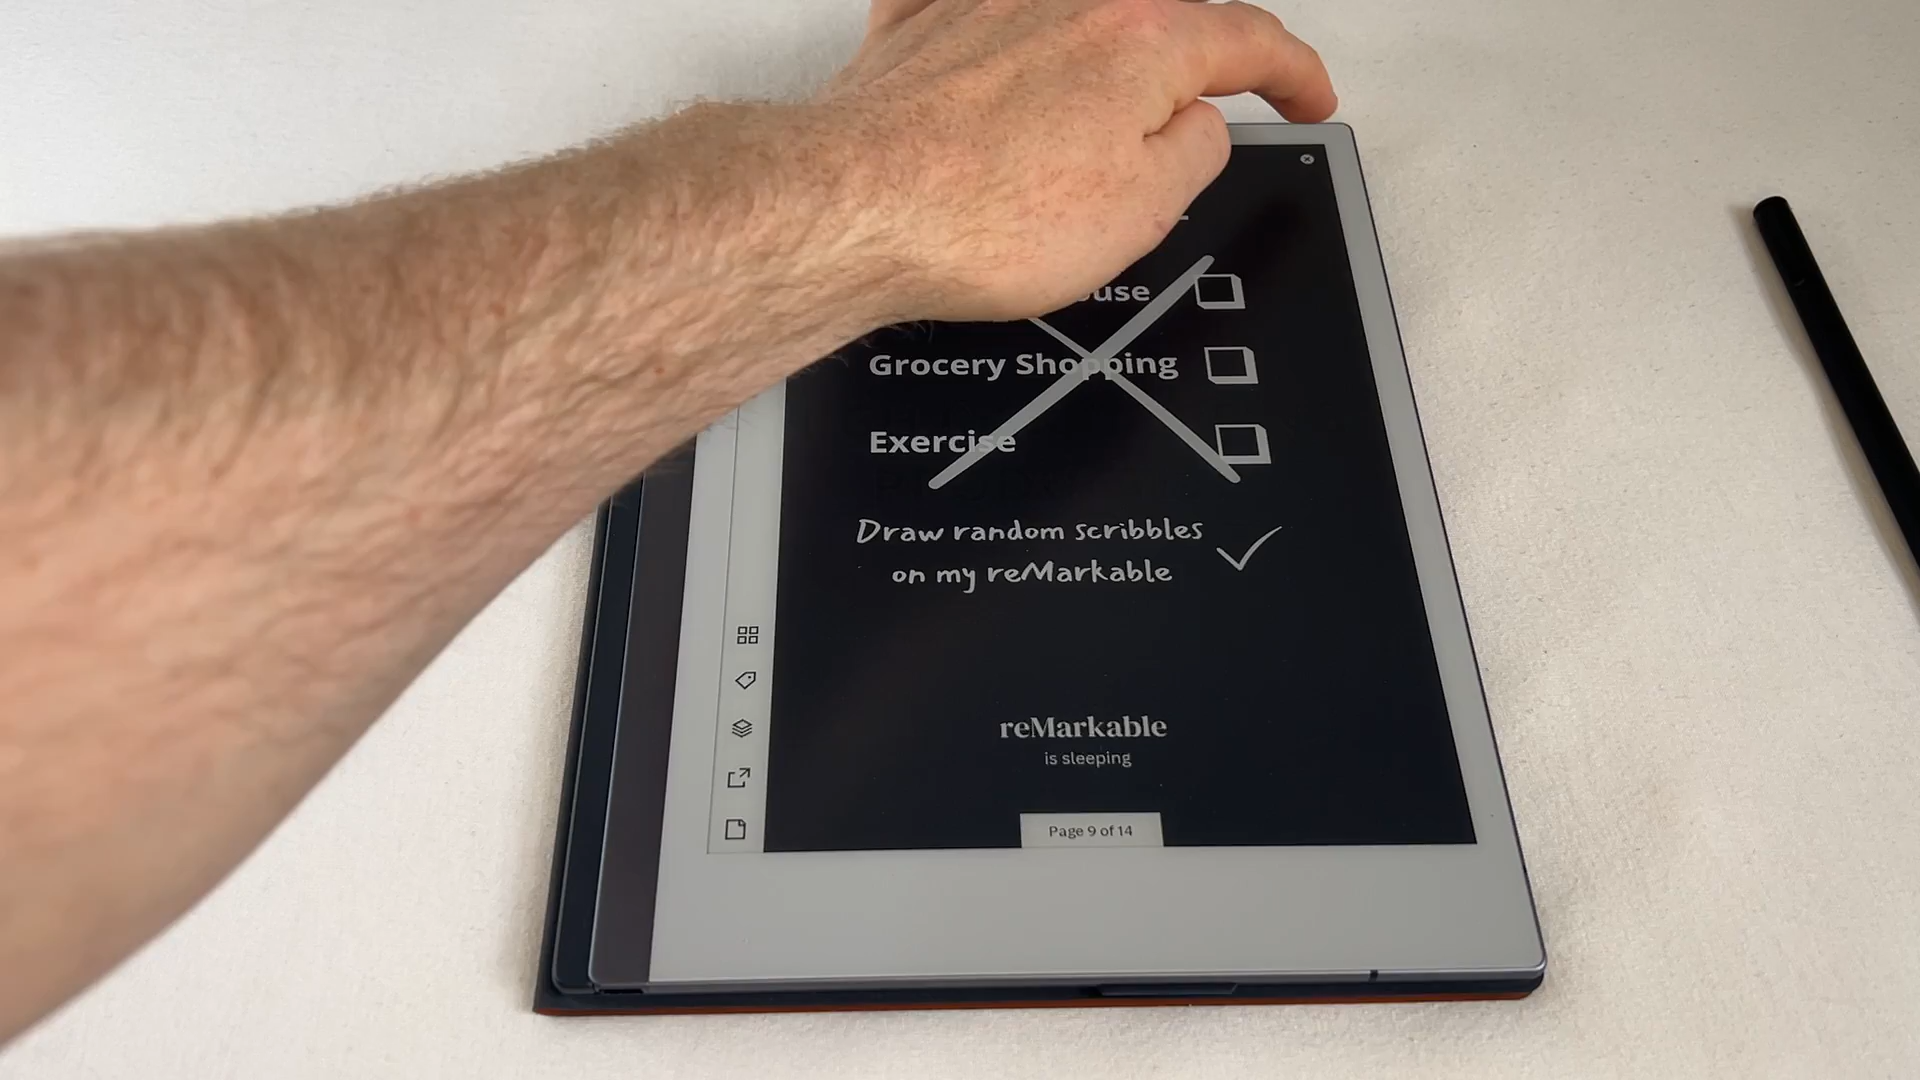 Grocery Shopping
Exercise
Draw random scribbles
on my reMarkable
reMarkable
is sleeping
Page 9 of 14